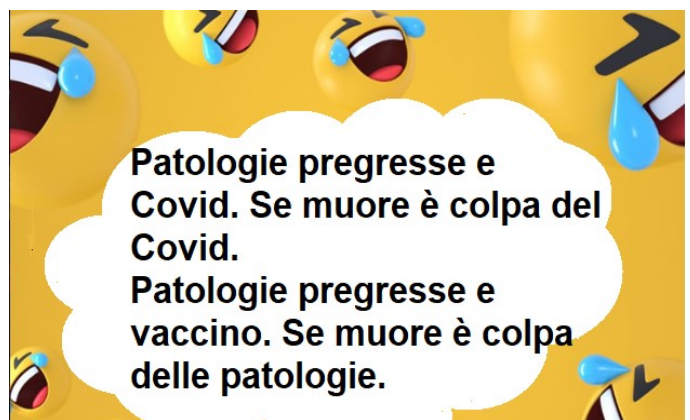 Patologie pregresse e
Covid. Se muore è colpa del
Covid.
Patologie pregresse e
vaccino. Se muore è colpa
delle patologie.